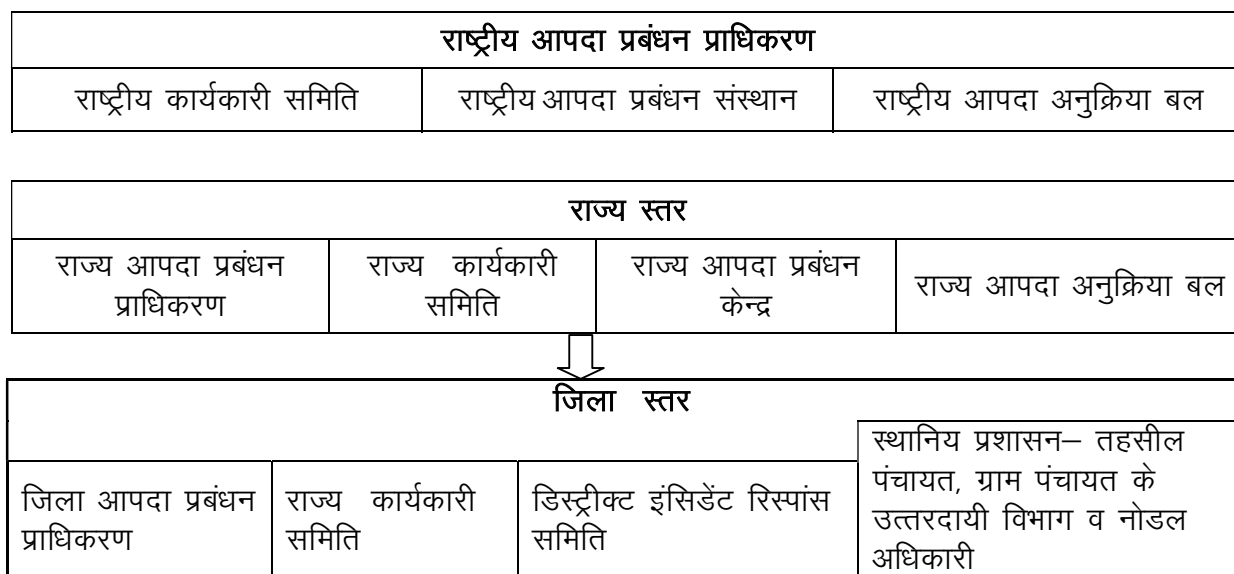 राष्ट्रीय आपदा प्रबंधन प्राधिकरण
राष्ट्रीय कार्यकारी समिति
राष्ट्रीय आपदा प्रबंधन संस्थान
राष्ट्रीय आपदा अनुक्रिया बल
राज्य स्तर
राज्य आपदा प्रबंधन
प्राधिकरण
राज्य कार्यकारी
समिति
राज्य आपदा प्रबंधन
केन्द्र
राज्य आपदा अनुक्रिया बल
जिला स्तर
जिला आपदा प्रबंधन
प्राधिकरण
राज्य कार्यकारी
समिति
डिस्ट्रीक्ट इंसिडेंट रिस्पांस
समिति
स्थानिय प्रशासन– तहसील
पंचायत, ग्राम पंचायत के
उत्तरदायी विभाग व नोडल
अधिकारी